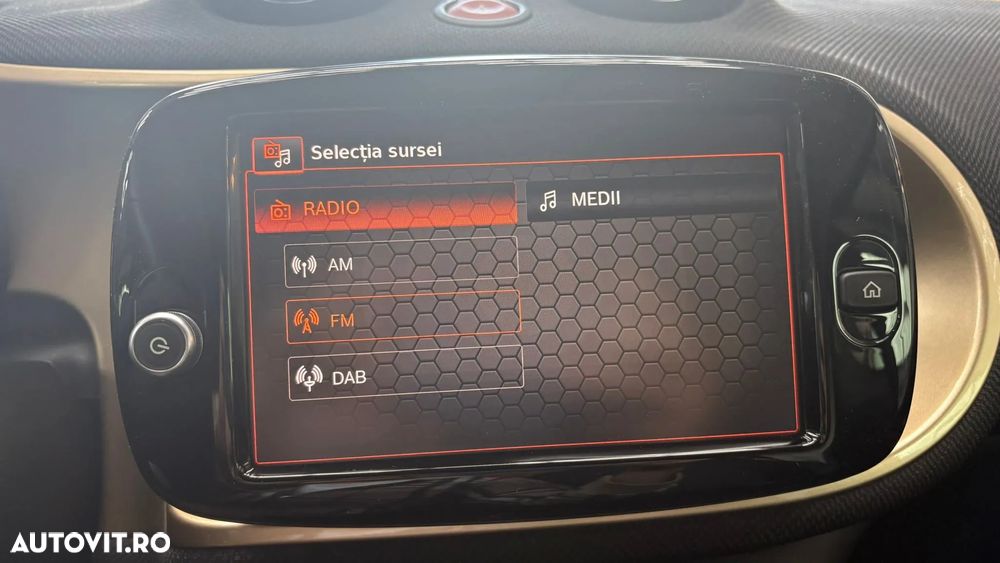 Selecția sursei
RADIO
MEDII
AM
FM
DAB
AUTOVIT.RO